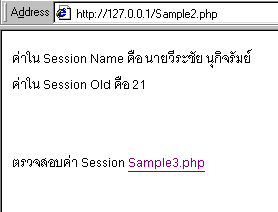 Address http://127.0.0.1/Sample2.php
ค่าใน Session Name คือ นายวีระชัย นุกิจรัมย์
ค่าใน Session Old คือ 21
ตรวจสอบค่า Session Sample3.php